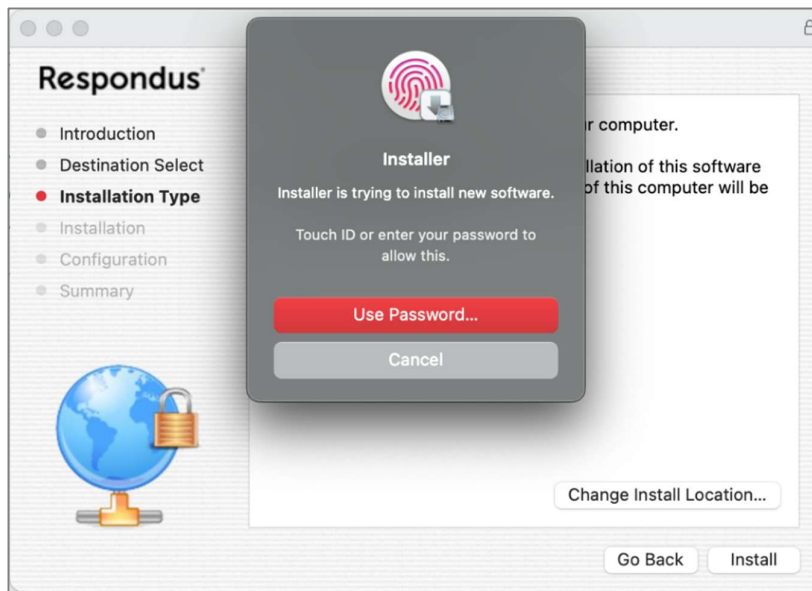 Respondus
Introduction
Destination Select
Installation Type
Installation
Configuration
Summary
r computer.
llation of this software
of this computer will be
Installer
Installer is trying to install new software.
Touch ID or enter your password to
allow this.
Use Password...
Cancel
Change Install Location...
Go Back
Install